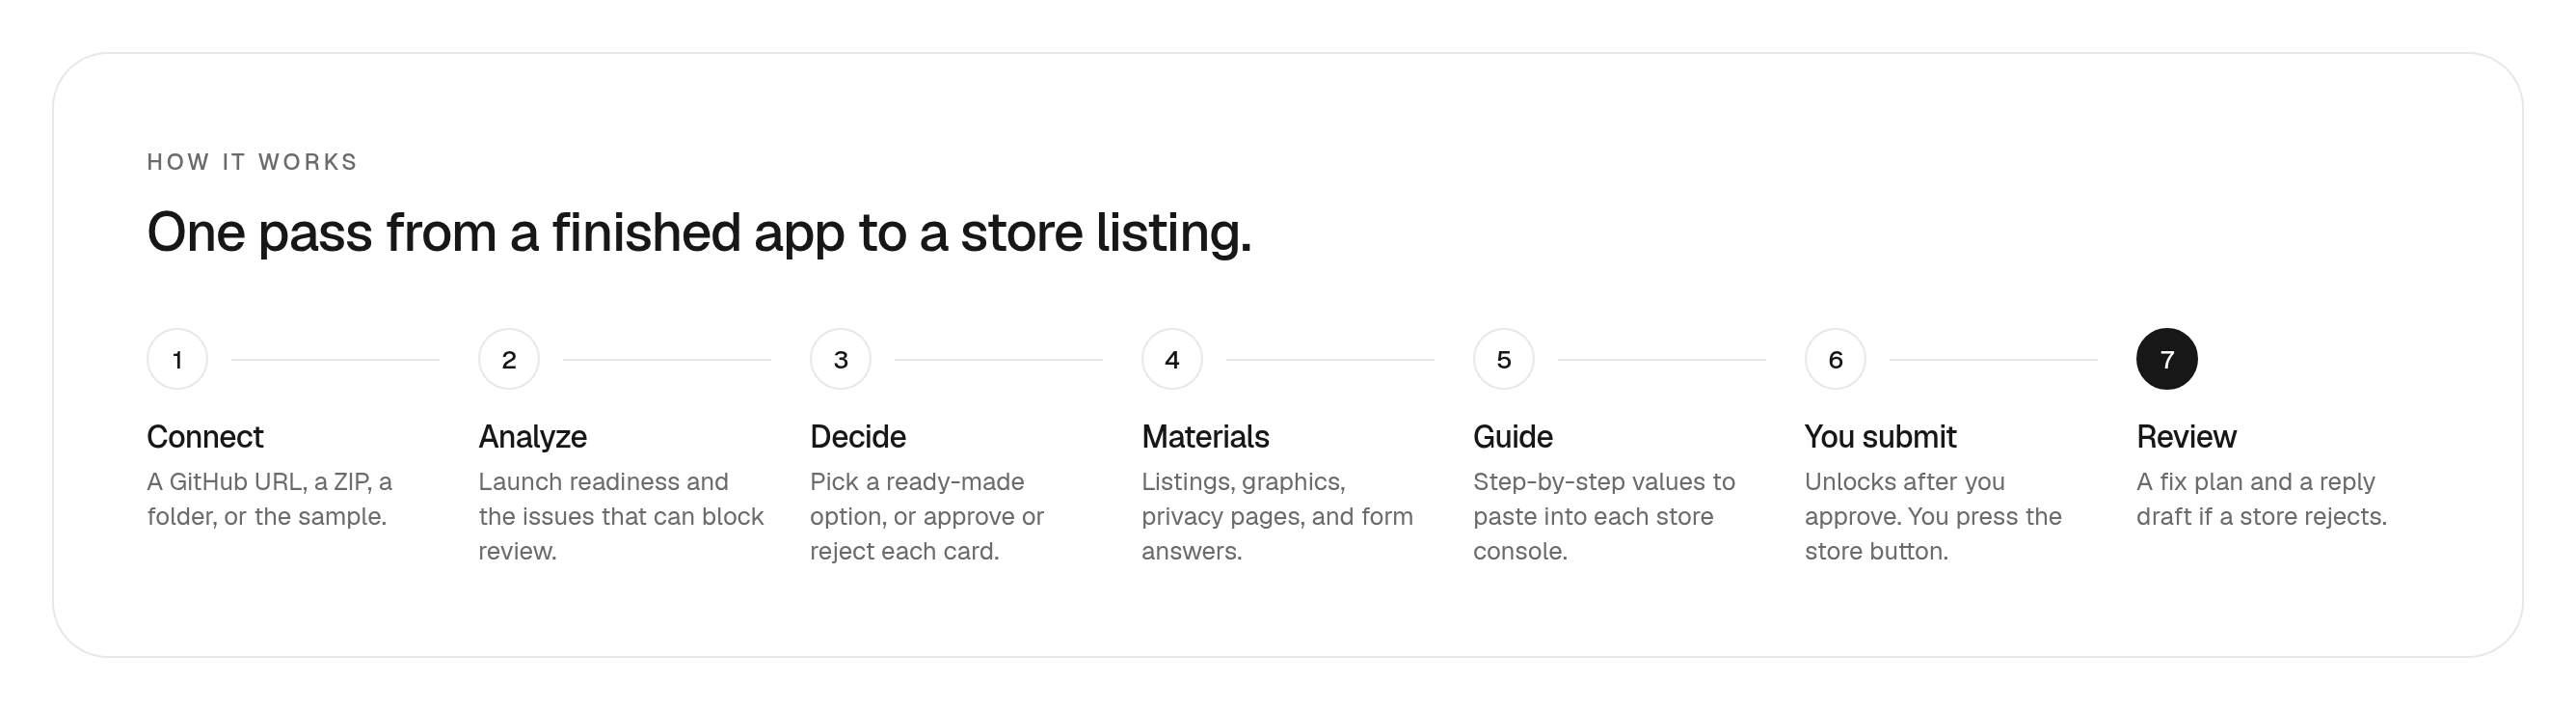 HOW IT WORKS
One pass from a finished app to a store listing.
1
Connect
A GitHub URL, a ZIP, a
folder, or the sample.
2
Analyze
Launch readiness and
the issues that can block
review.
3
Decide
Pick a ready-made
option, or approve or
reject each card.
4
Materials
Listings, graphics,
privacy pages, and form
answers.
5
Guide
Step-by-step values to
paste into each store
console.
6
You submit
Unlocks after you
approve. You press the
store button.
7
Review
A fix plan and a reply
draft if a store rejects.